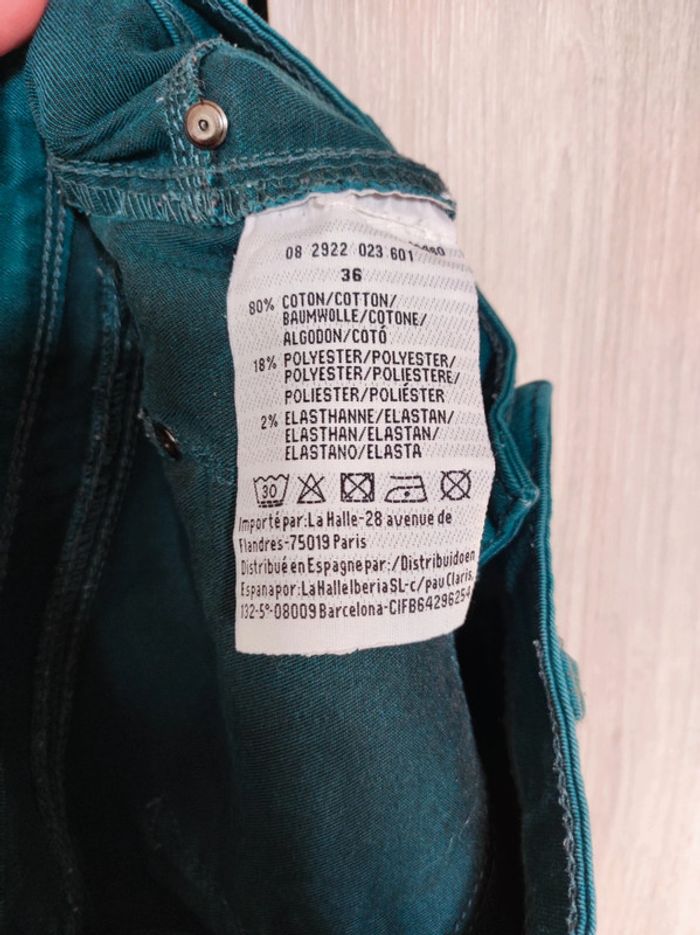 08 2922 023 601
36
80% COTON/COTTON/
BAUMWOLLE/COTONE/
ALGODON/COTÓ
18% POLYESTER/POLYESTER/
POLYESTER/POLIESTERE/
POLIESTER/POLIÉSTER
2% ELASTHANNE/ELASTAN/
ELASTHAN/ELASTAN/
ELASTANO/ELASTA
30
Importé par:La Halle-28 avenue de
Flandres-75019 Paris
Distribué en Espagne par:/Distribuido en
Espana por:La Halle Iberia SL-c/pau Claris,
132-5°-08009 Barcelona-CIFB64296254